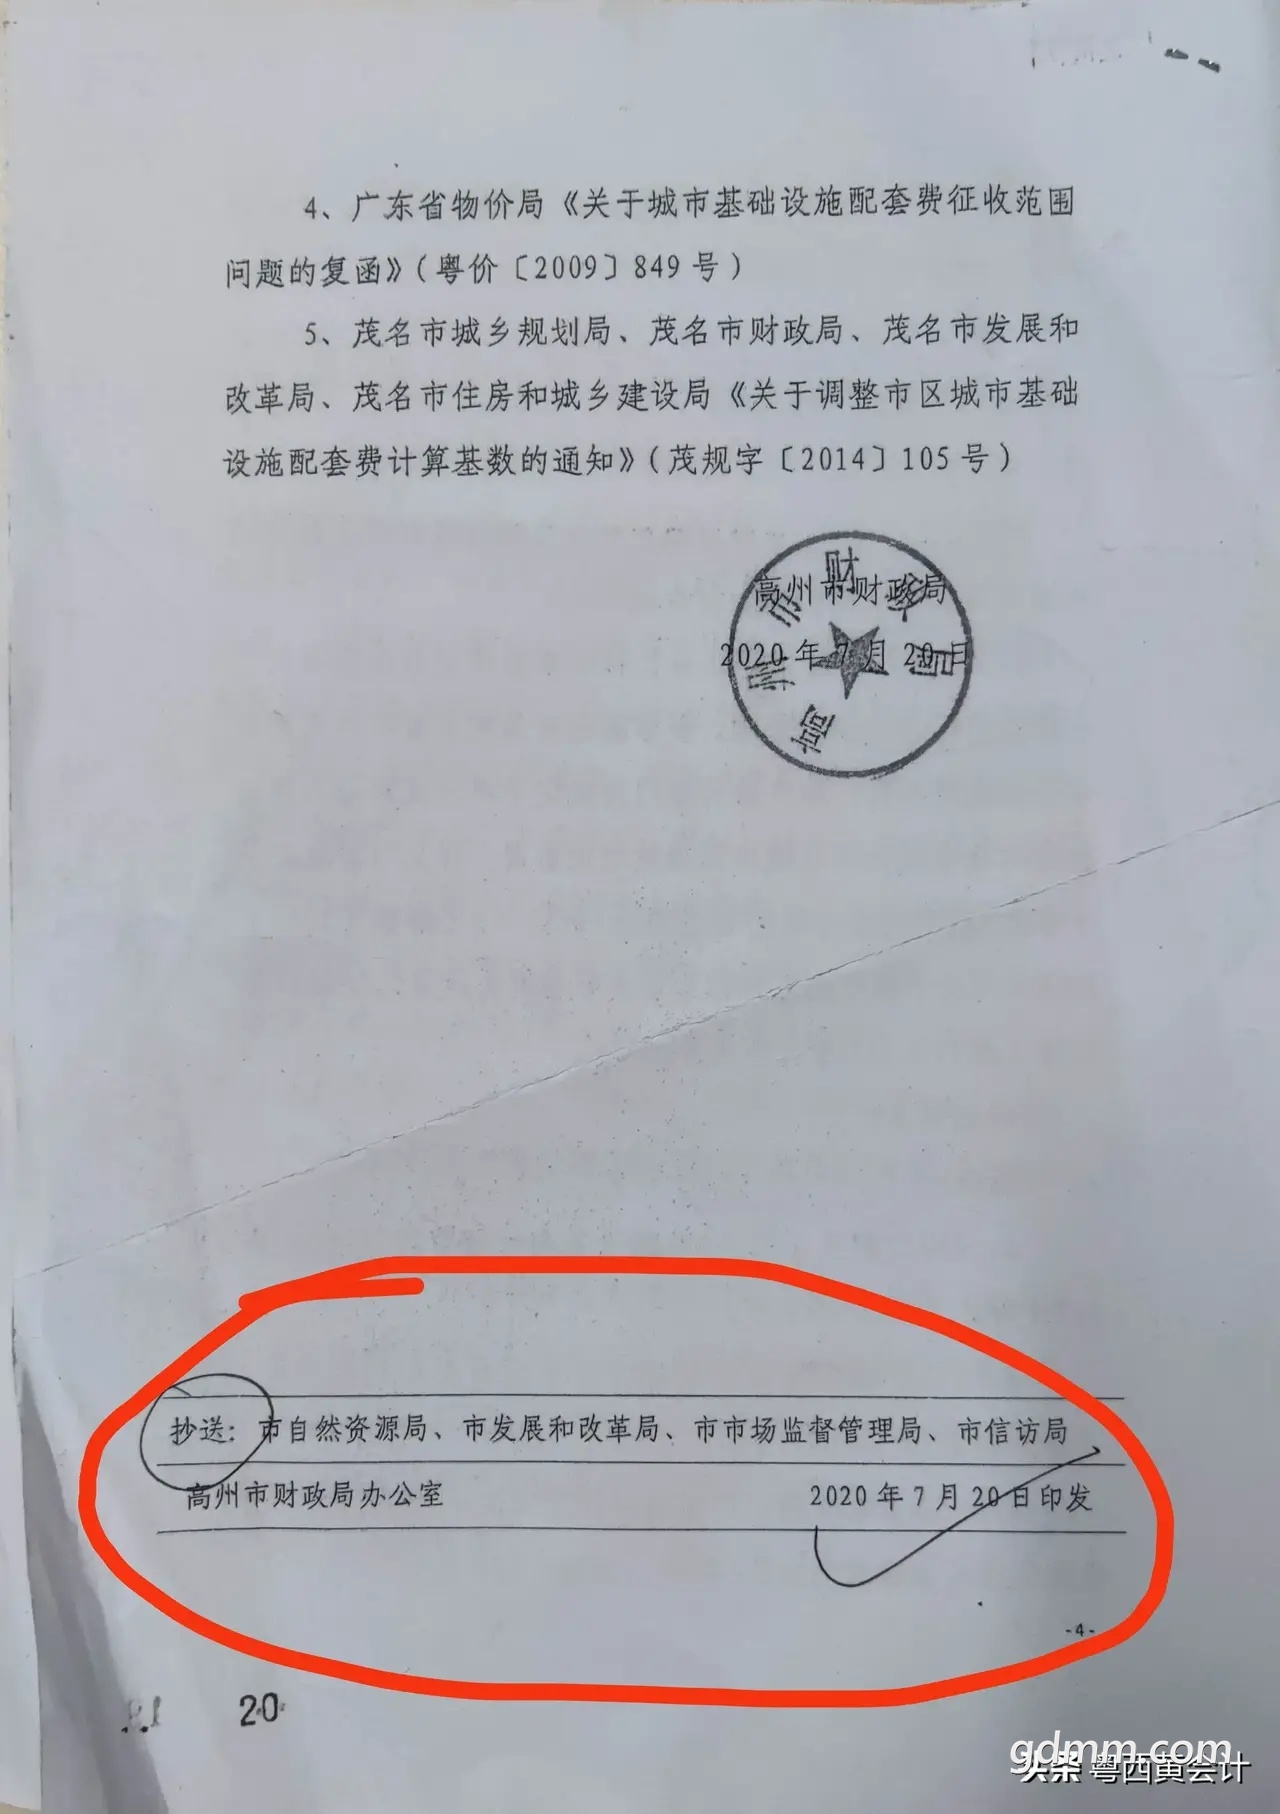 4、广东省物价局《关于城市基础设施配套费征收范围
问题的复函》(粤价〔2009〕849号)
5、茂名市城乡规划局、茂名市财政局、茂名市发展和
改革局、茂名市住房和城乡建设局《关于调整市区城市基础
设施配套费计算基数的通知》(茂规字〔2014〕105号)
高州市财政局
高州市财政局
2020年7月20日
抄送：市自然资源局、市发展和改革局、市市场监督管理局、市信访局
高州市财政局办公室 2020年7月20日印发
-4-
20
gdmm.com
头条 粤西黄会计